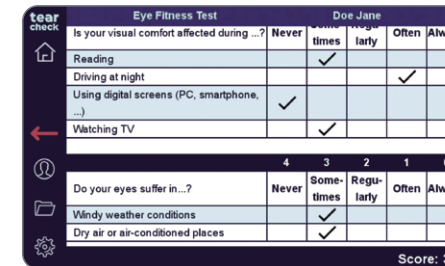 tear
check
Eye Fitness Test
Doe Jane
Is your visual comfort affected during ...? Never Some-times Regu-larly Often Alw
Reading
Driving at night
Using digital screens (PC, smartphone,
...)
Watching TV
4 3 2 1
Do your eyes suffer in...? Never Some-times Regu-larly Often Alw
Windy weather conditions
Dry air or air-conditioned places
Score: